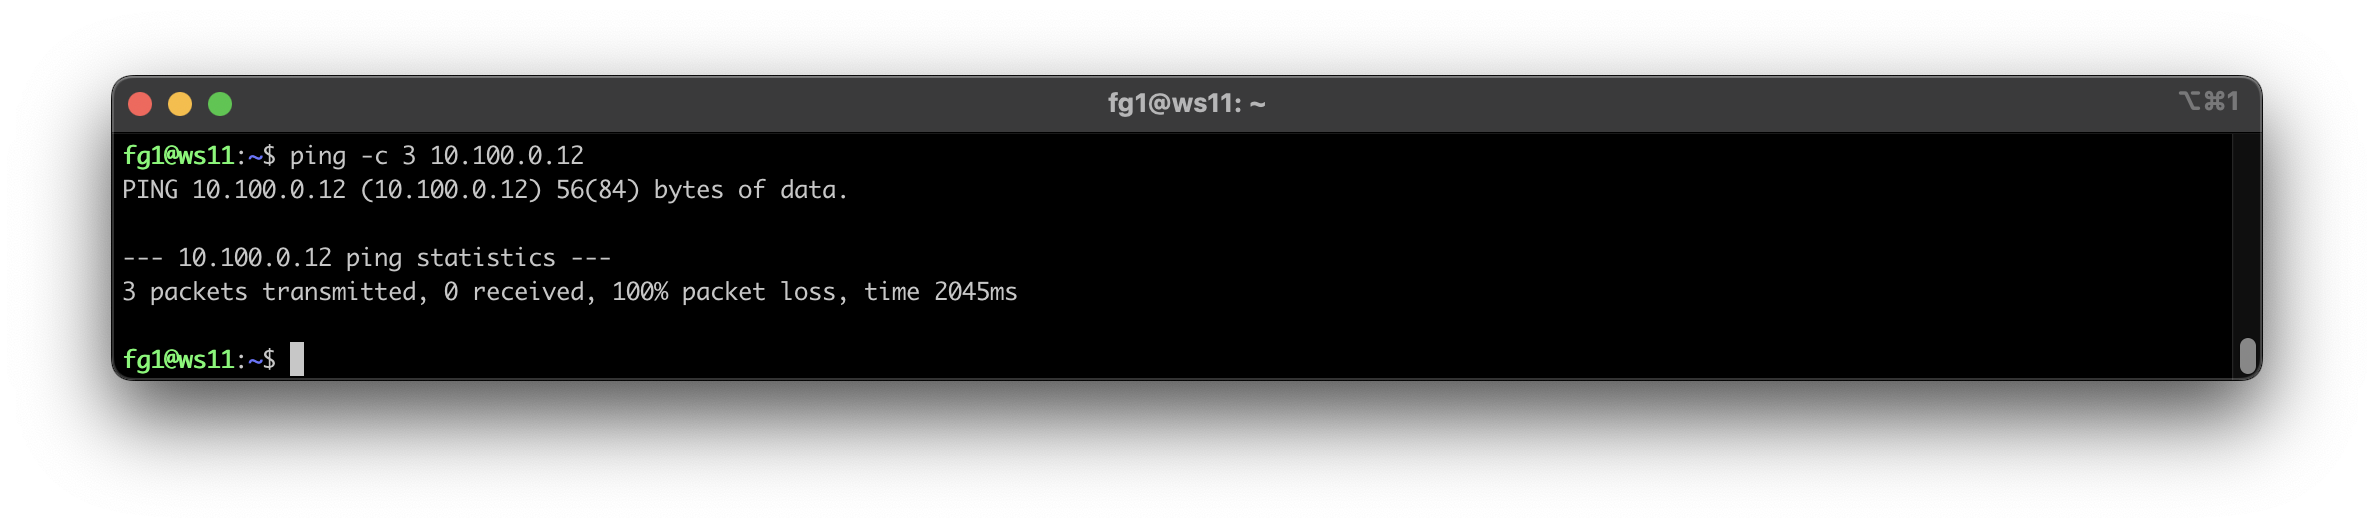 fg1@ws11: ~
⌥⌘1
fg1@ws11:~$ ping -c 3 10.100.0.12
PING 10.100.0.12 (10.100.0.12) 56(84) bytes of data.
--- 10.100.0.12 ping statistics ---
3 packets transmitted, 0 received, 100% packet loss, time 2045ms
fg1@ws11:~$